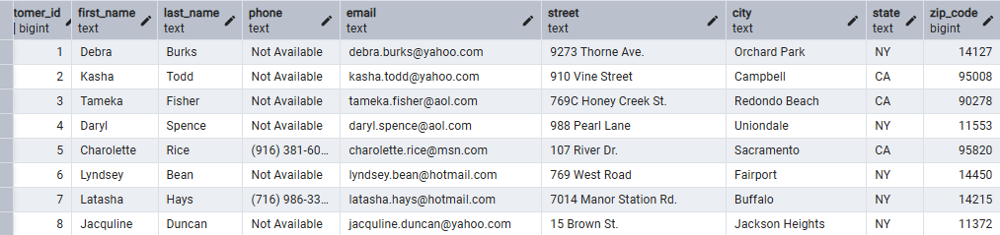 tomer_id first_name last_name phone email street city state zip_code
bigint text text text text text text text bigint
1 Debra Burks Not Available debra.burks@yahoo.com 9273 Thorne Ave. Orchard Park NY 14127
2 Kasha Todd Not Available kasha.todd@yahoo.com 910 Vine Street Campbell CA 95008
3 Tameka Fisher Not Available tameka.fisher@aol.com 769C Honey Creek St. Redondo Beach CA 90278
4 Daryl Spence Not Available daryl.spence@aol.com 988 Pearl Lane Uniondale NY 11553
5 Charolette Rice (916) 381-60... charolette.rice@msn.com 107 River Dr. Sacramento CA 95820
6 Lyndsey Bean Not Available lyndsey.bean@hotmail.com 769 West Road Fairport NY 14450
7 Latasha Hays (716) 986-33... latasha.hays@hotmail.com 7014 Manor Station Rd. Buffalo NY 14215
8 Jacquline Duncan Not Available jacquline.duncan@yahoo.com 15 Brown St. Jackson Heights NY 11372